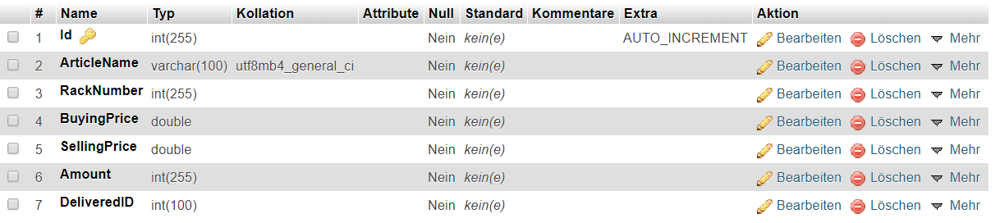 # Name Typ Kollation Attribute Null Standard Kommentare Extra Aktion
1 Id int(255) Nein kein(e) AUTO_INCREMENT Bearbeiten Löschen Mehr
2 ArticleName varchar(100) utf8mb4_general_ci Nein kein(e) Bearbeiten Löschen Mehr
3 RackNumber int(255) Nein kein(e) Bearbeiten Löschen Mehr
4 BuyingPrice double Nein kein(e) Bearbeiten Löschen Mehr
5 SellingPrice double Nein kein(e) Bearbeiten Löschen Mehr
6 Amount int(255) Nein kein(e) Bearbeiten Löschen Mehr
7 DeliveredID int(100) Nein kein(e) Bearbeiten Löschen Mehr